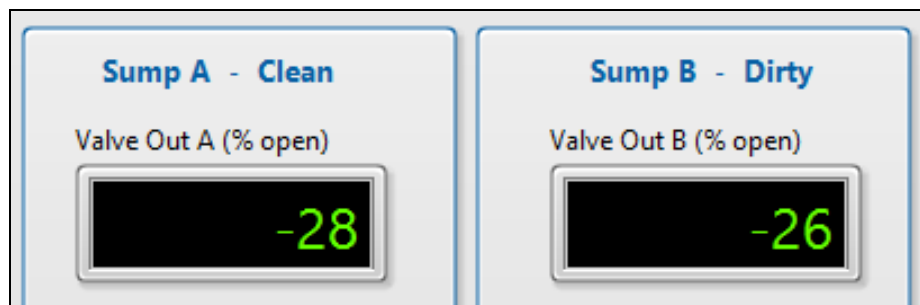 Sump A - Clean
Valve Out A (% open)
-28
Sump B - Dirty
Valve Out B (% open)
-26